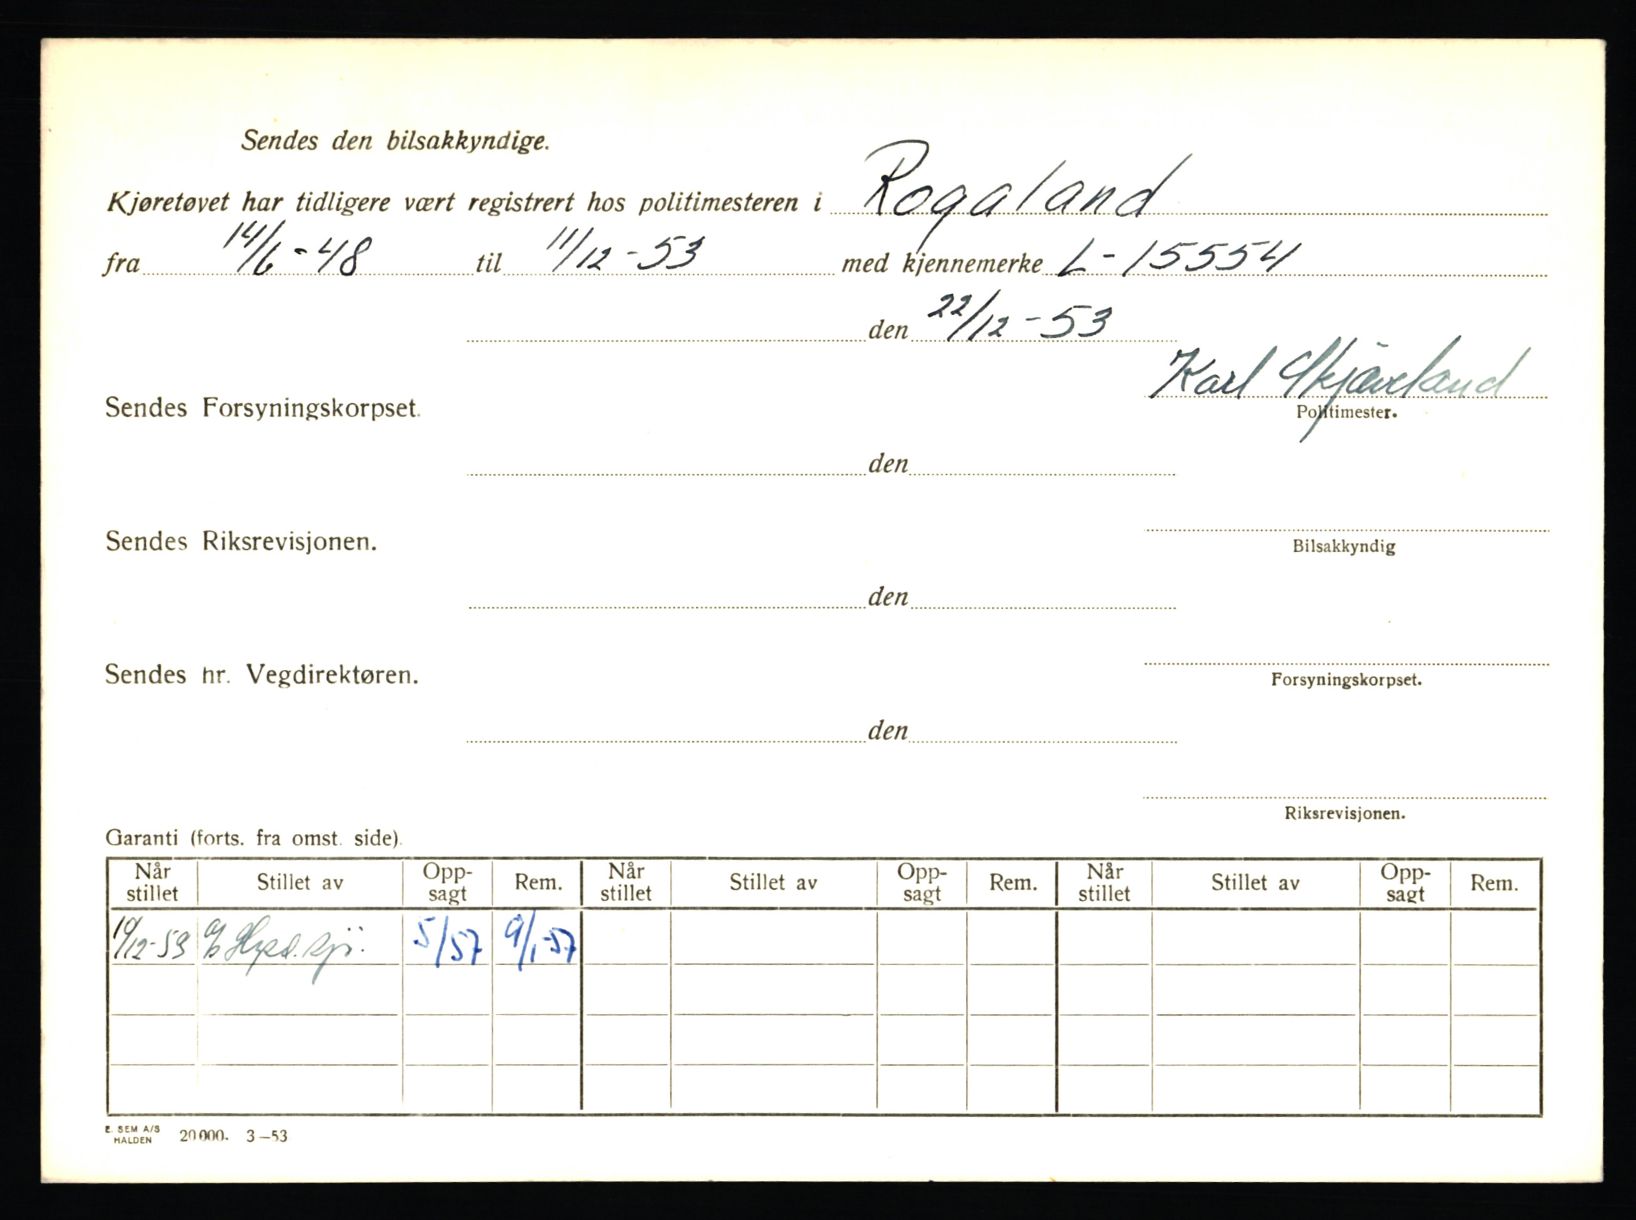 Sendes den bilsakkyndige.
Kjøretøyet har tidligere vært registrert hos politimesteren i Rogaland
fra 14/6-48 til 11/12-53 med kjennemerke L-15554
den 22/12-53
Karl Skjæveland
Sendes Forsyningskorpset. Politimester.
den
Sendes Riksrevisjonen. Bilsakkyndig
den
Sendes hr. Vegdirektøren. Forsyningskorpset.
den
Riksrevisjonen.
Garanti (forts. fra omst. side).
Når stillet Stillet av Opp-sagt Rem. Når stillet Stillet av Opp-sagt Rem. Når stillet Stillet av Opp-sagt Rem.
10/12-53 5/57 9/1-57
E. SEM A/S HALDEN 20000. 3-53